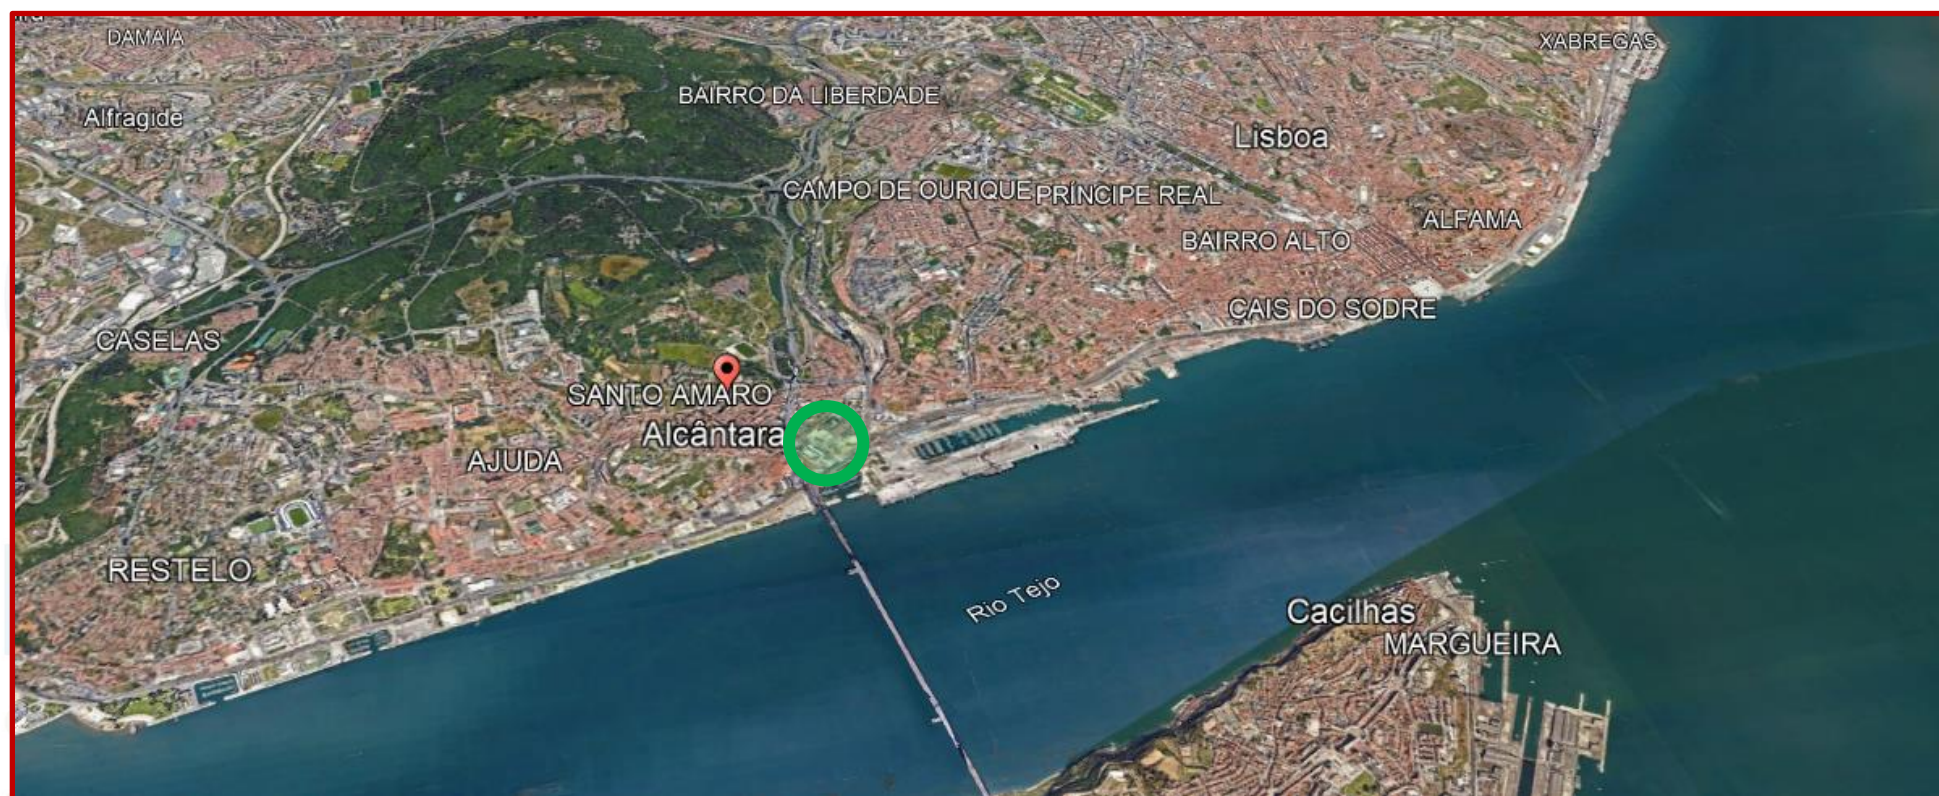 DAMAIA
XABREGAS
BAIRRO DA LIBERDADE
Alfragide
Lisboa
CAMPO DE OURIQUE
PRÍNCIPE REAL
ALFAMA
BAIRRO ALTO
CAIS DO SODRE
CASELAS
SANTO AMARO
Alcântara
AJUDA
RESTELO
Rio Tejo
Cacilhas
MARGUEIRA